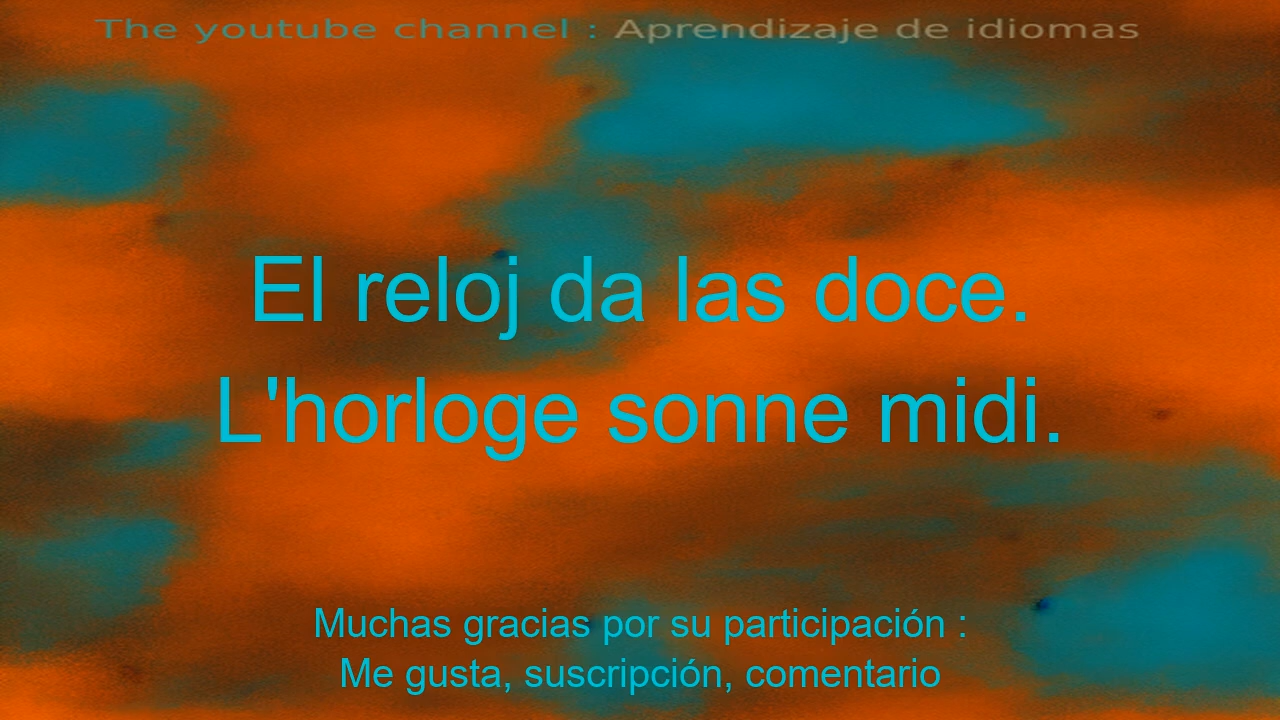 The youtube channel : Aprendizaje de idiomas
El reloj da las doce.
L'horloge sonne midi.
Muchas gracias por su participación :
Me gusta, suscripción, comentario